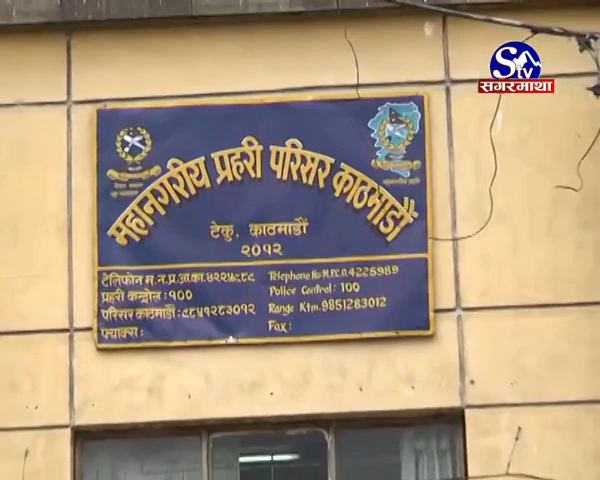 STV
सगरमाथा
महानगरीय प्रहरी परिसर काठमाडौं
टेकु, काठमाडौं
२०१२
टेलिफोन म.न.प्र.आ.का.४२२५९८९
प्रहरी कन्ट्रोल : १००
परिसर काठमाडौं : ९८५१२८३०१२
फ्याक्स :
Telephone No: M.P.C.O. 4225989
Police Control : 100
Range Ktm. 9851283012
Fax :